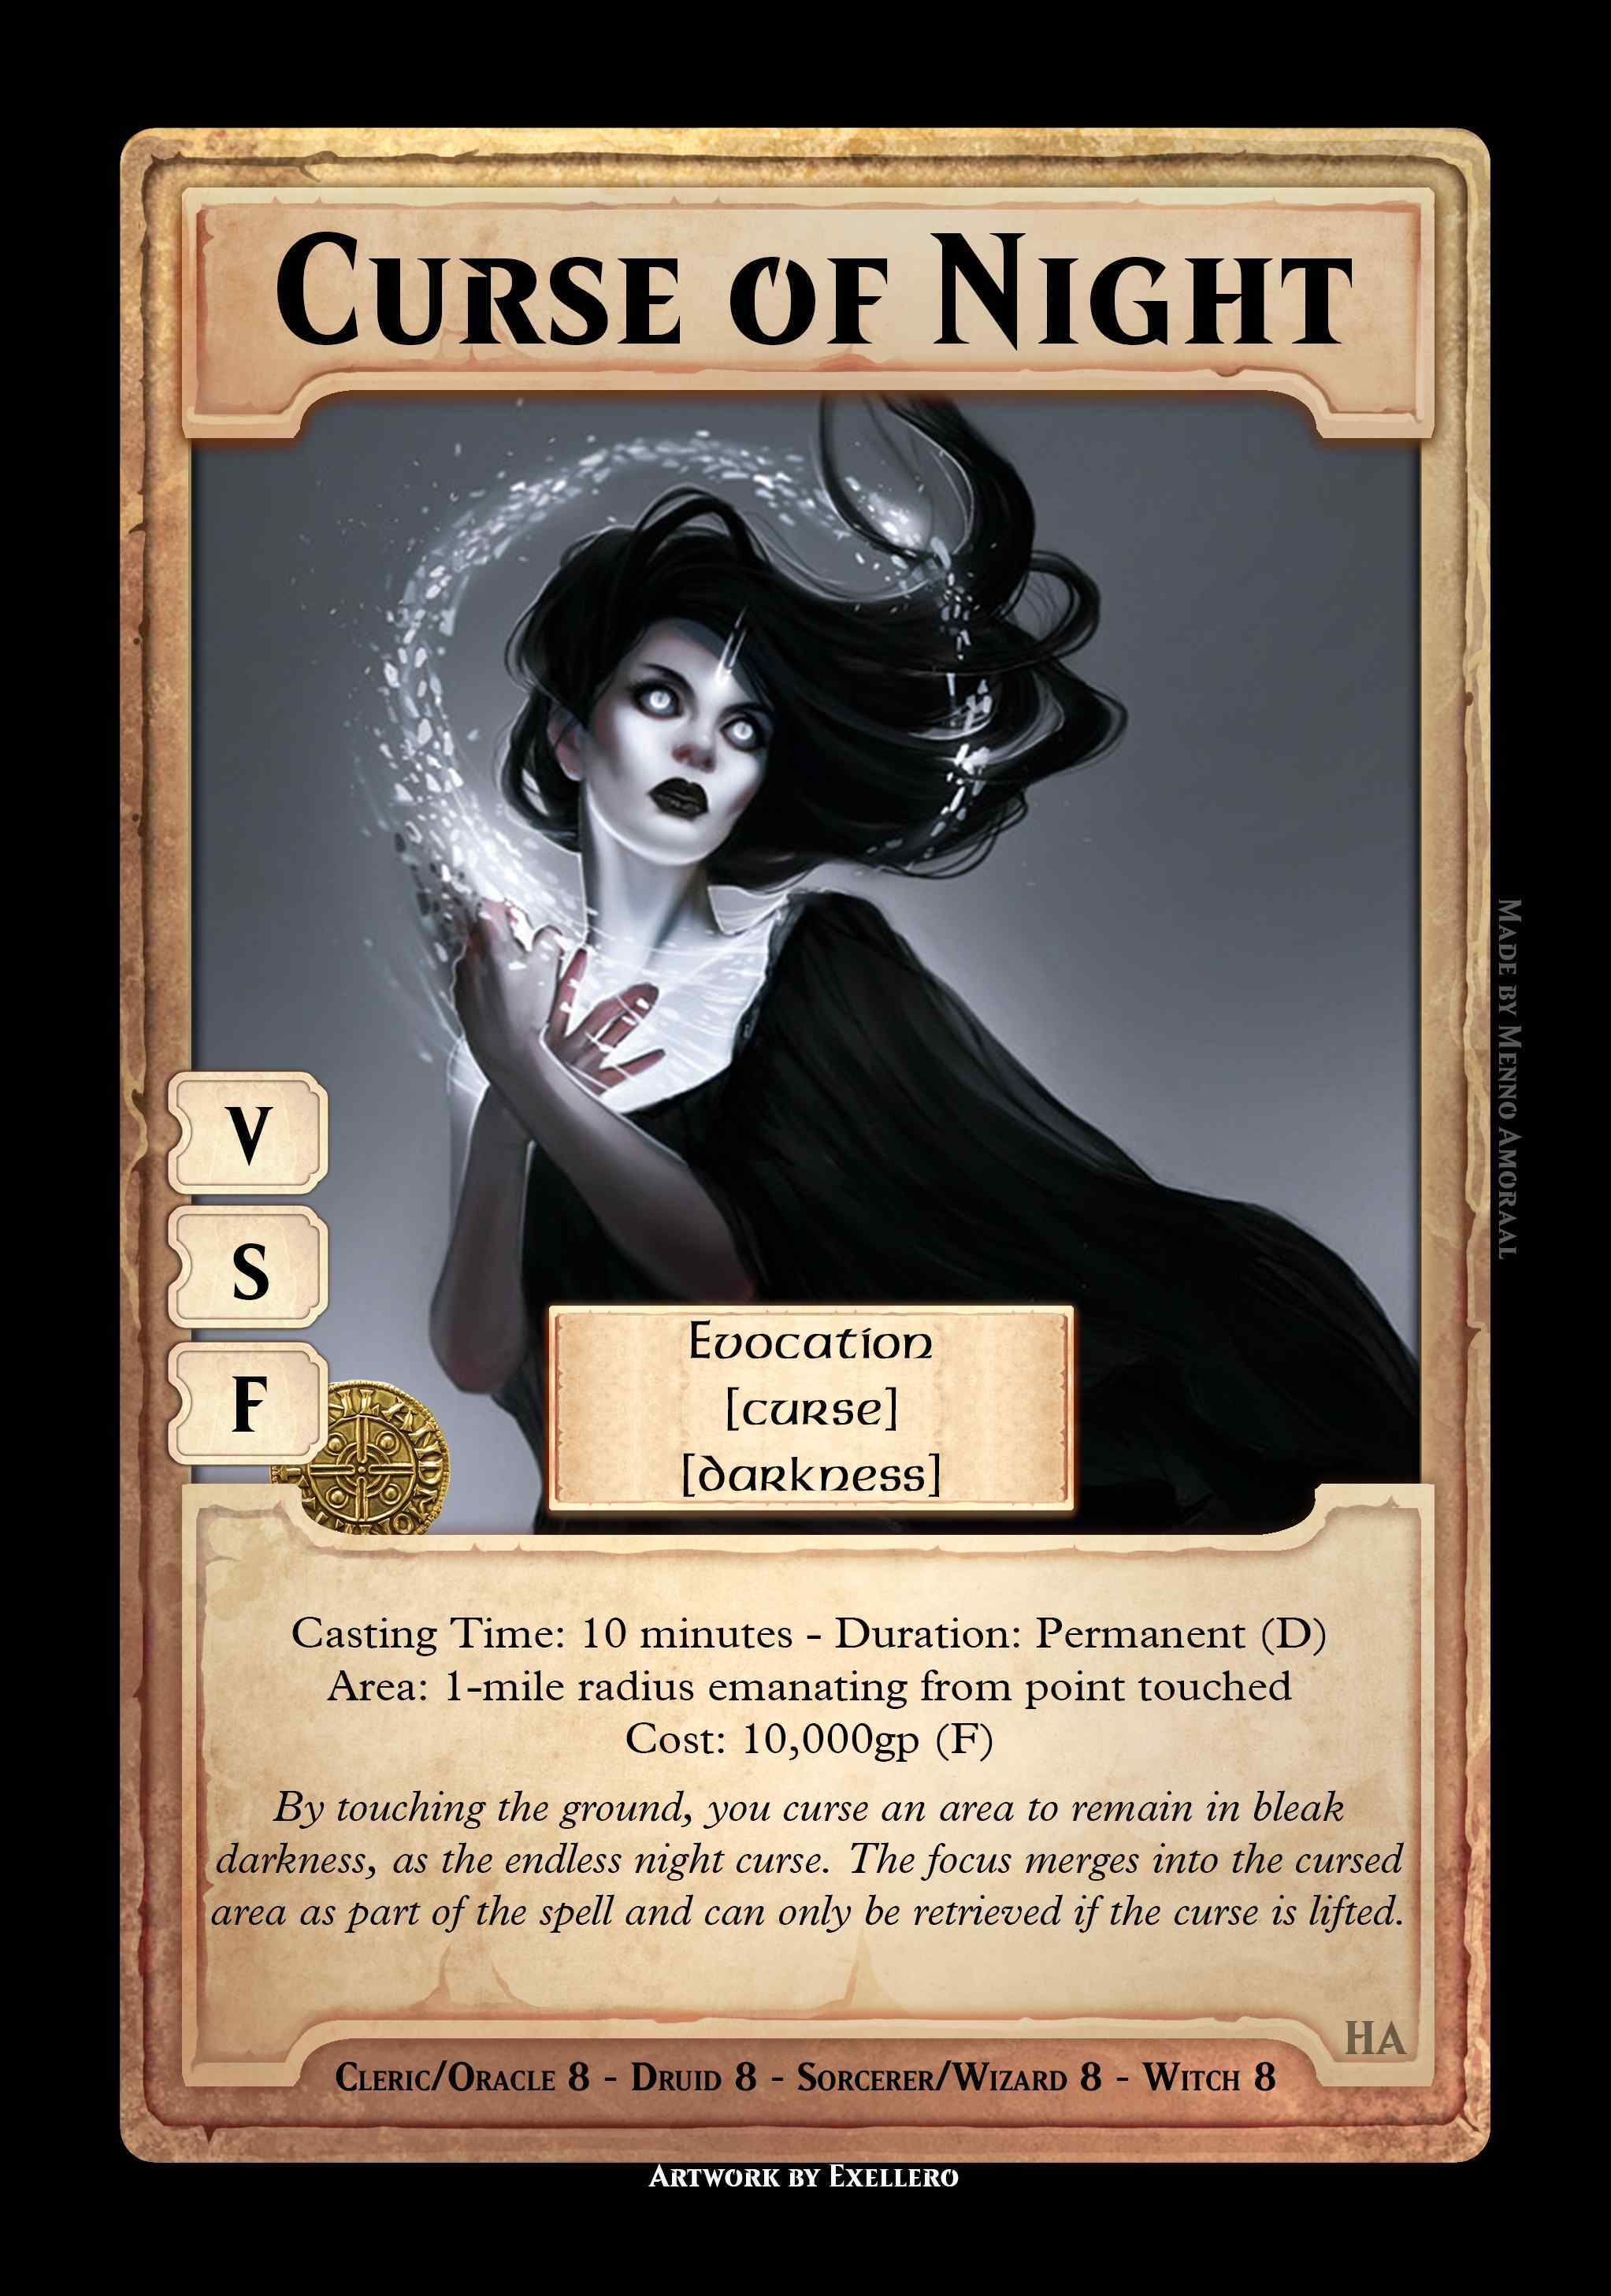 Curse of Night
Made by Menno Amoraal
V
S
F
Evocation
[curse]
[darkness]
Casting Time: 10 minutes - Duration: Permanent (D)
Area: 1-mile radius emanating from point touched
Cost: 10,000gp (F)
By touching the ground, you curse an area to remain in bleak
darkness, as the endless night curse. The focus merges into the cursed
area as part of the spell and can only be retrieved if the curse is lifted.
HA
Cleric/Oracle 8 - Druid 8 - Sorcerer/Wizard 8 - Witch 8
Artwork by Exellero